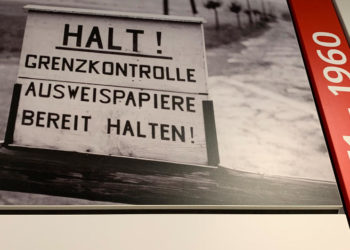 HALT!
GRENZKONTROLLE
AUSWEISPAPIERE
BEREIT HALTEN!
1960